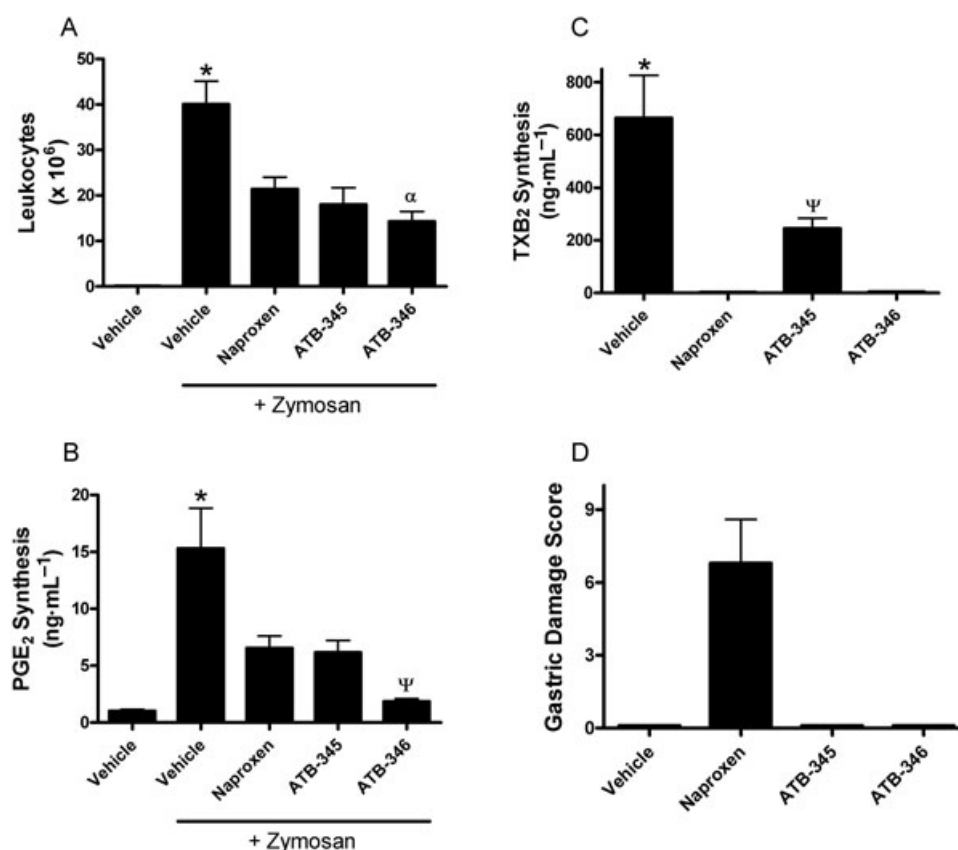 A
Leukocytes
(x 10⁶)
50
40
30
20
10
0
*
α
Vehicle
Vehicle
Naproxen
ATB-345
ATB-346
+ Zymosan
B
PGE₂ Synthesis
(ng·mL⁻¹)
20
15
10
5
0
*
Ψ
Vehicle
Vehicle
Naproxen
ATB-345
ATB-346
+ Zymosan
C
TXB₂ Synthesis
(ng·mL⁻¹)
800
600
400
200
0
*
Ψ
Vehicle
Naproxen
ATB-345
ATB-346
D
Gastric Damage Score
9
6
3
0
Vehicle
Naproxen
ATB-345
ATB-346